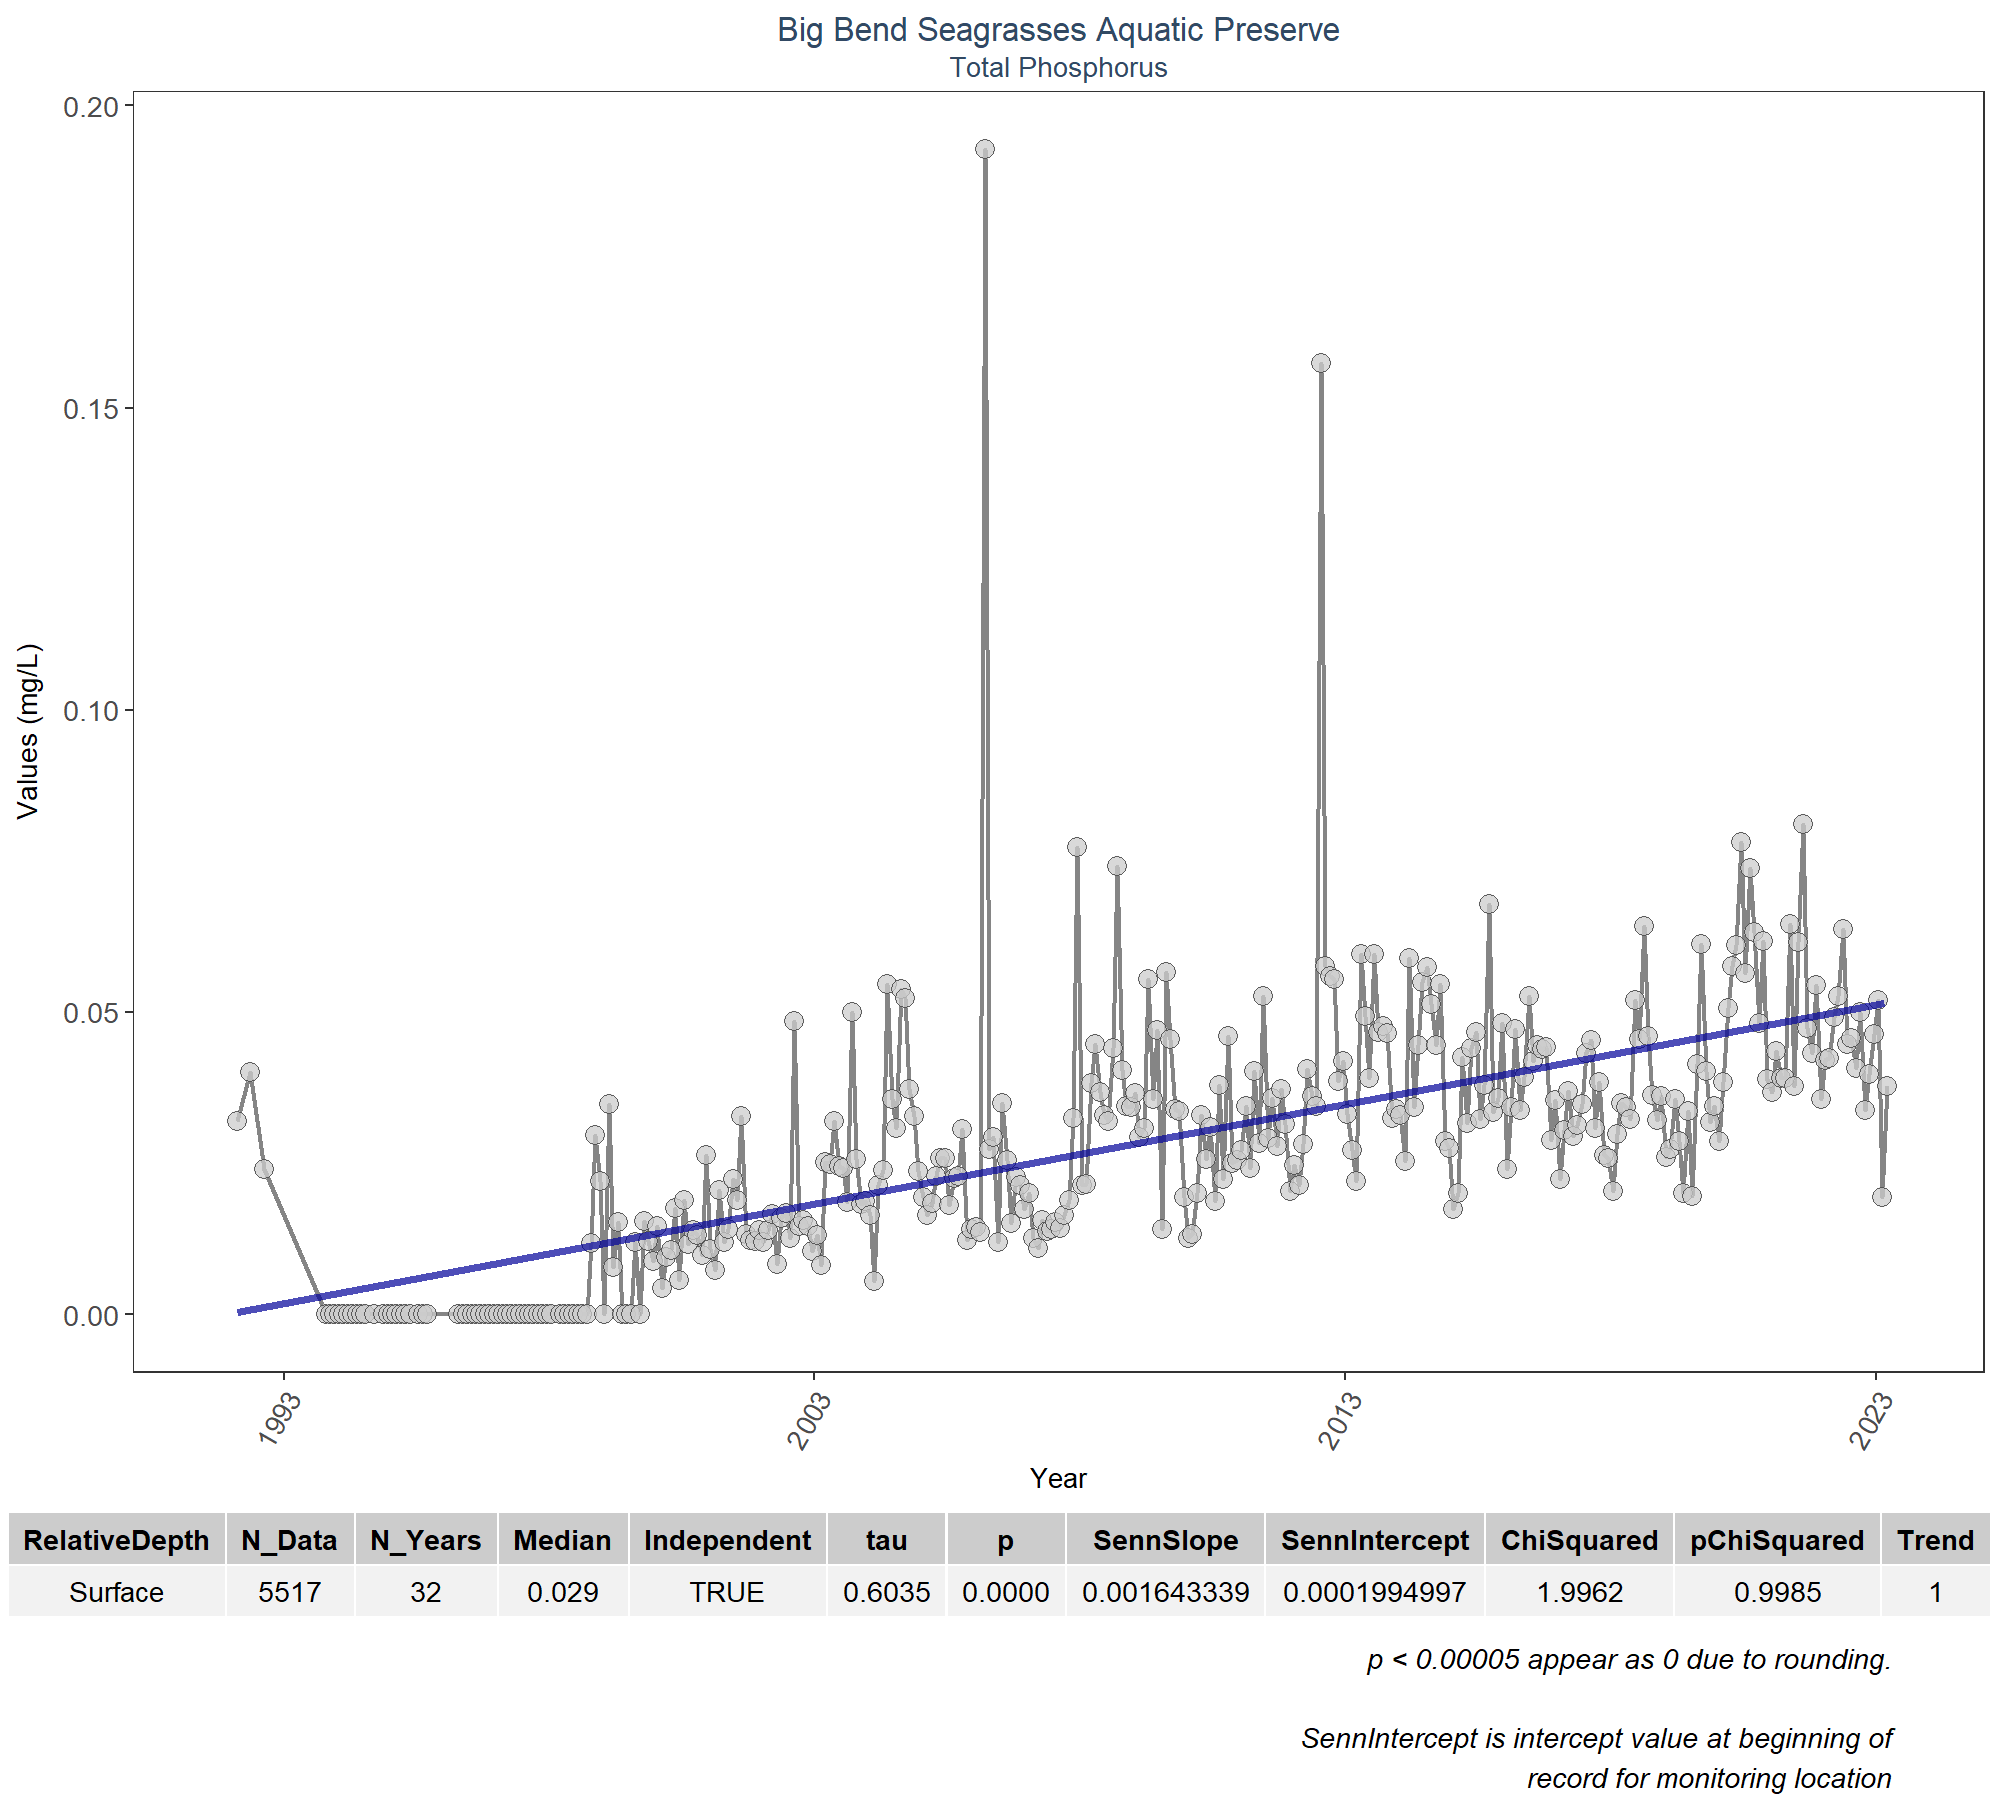 Big Bend Seagrasses Aquatic Preserve
Total Phosphorus
0.20
0.15
0.10
0.05
0.00
Values (mg/L)
1993 2003 2013 2023
Year
RelativeDepth N_Data N_Years Median Independent tau p SennSlope SennIntercept ChiSquared pChiSquared Trend
Surface 5517 32 0.029 TRUE 0.6035 0.0000 0.001643339 0.0001994997 1.9962 0.9985 1
p < 0.00005 appear as 0 due to rounding.
SennIntercept is intercept value at beginning of
record for monitoring location